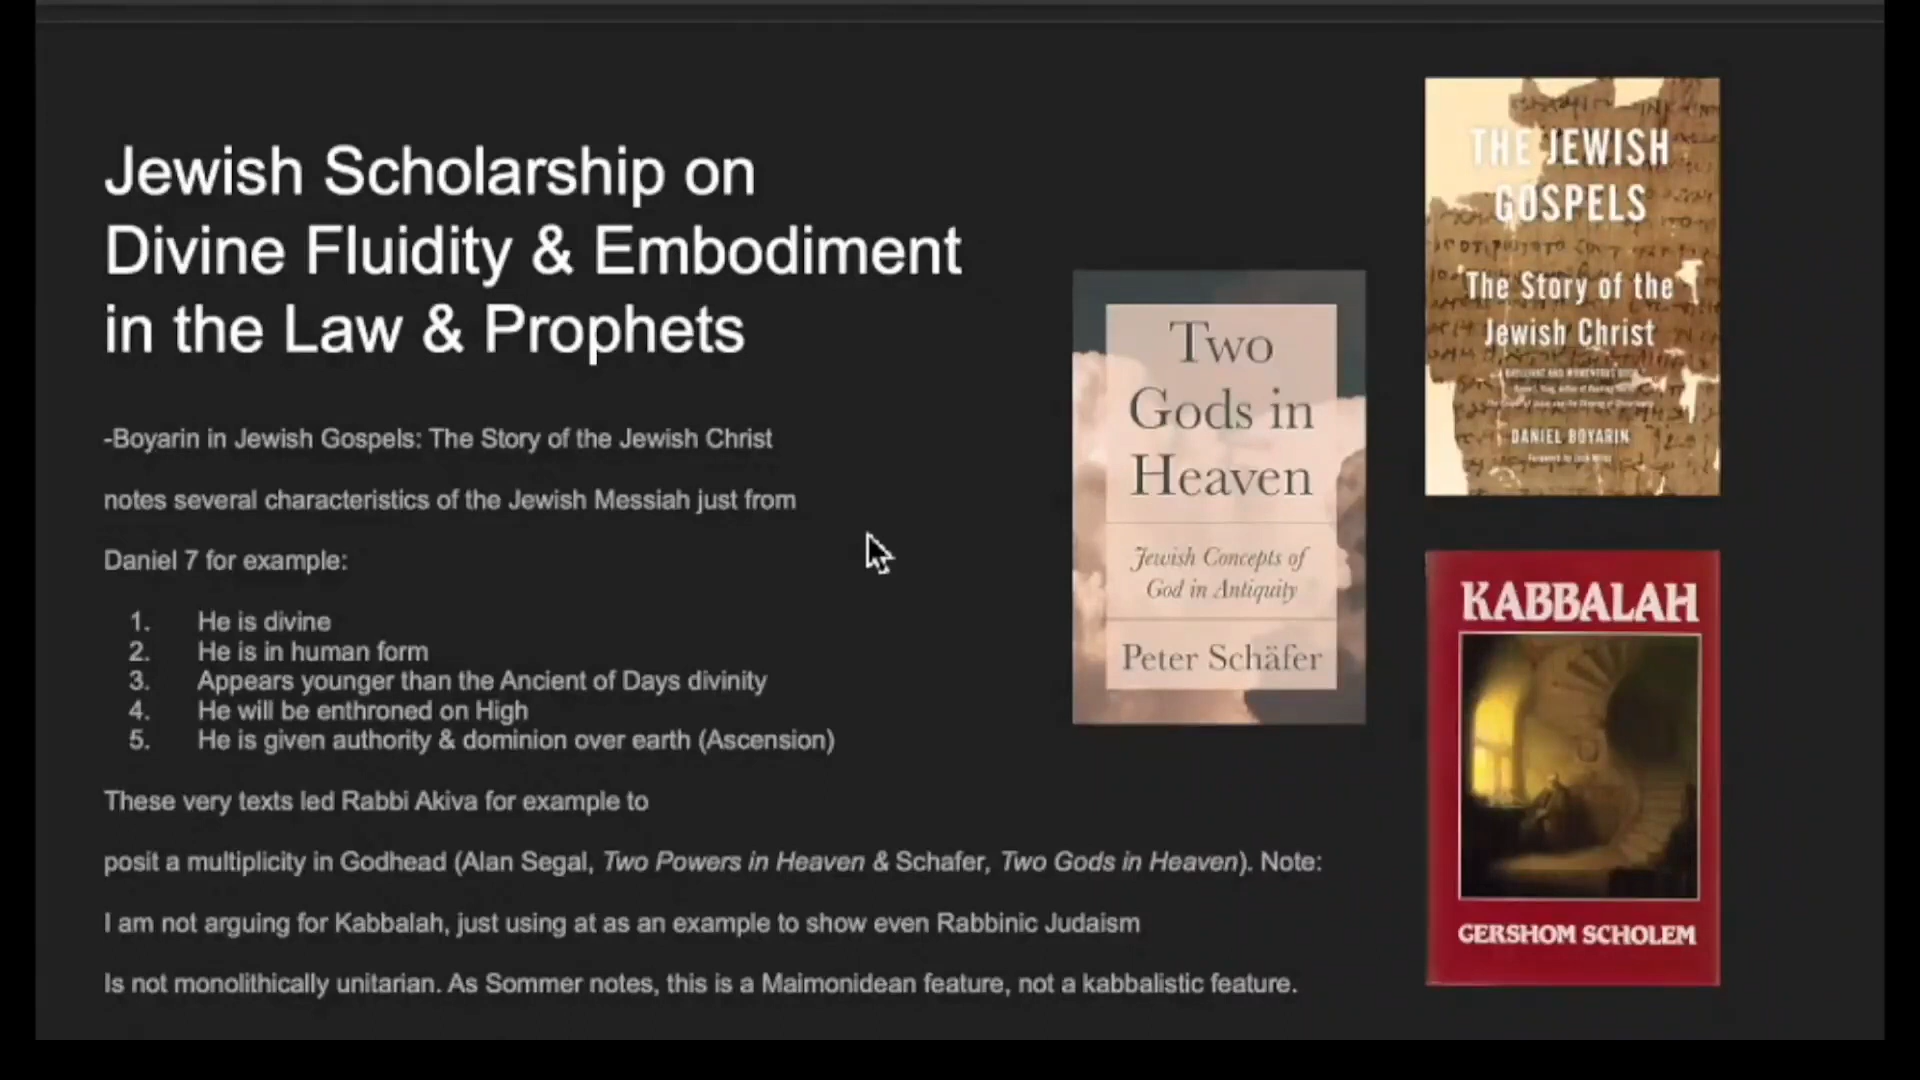 Jewish Scholarship on
Divine Fluidity & Embodiment
in the Law & Prophets
-Boyarin in Jewish Gospels: The Story of the Jewish Christ
notes several characteristics of the Jewish Messiah just from
Daniel 7 for example:
1. He is divine
2. He is in human form
3. Appears younger than the Ancient of Days divinity
4. He will be enthroned on High
5. He is given authority & dominion over earth (Ascension)
These very texts led Rabbi Akiva for example to
posit a multiplicity in Godhead (Alan Segal, Two Powers in Heaven & Schafer, Two Gods in Heaven). Note:
I am not arguing for Kabbalah, just using at as an example to show even Rabbinic Judaism
Is not monolithically unitarian. As Sommer notes, this is a Maimonidean feature, not a kabbalistic feature.
Two
Gods in
Heaven
Jewish Concepts of
God in Antiquity
Peter Schäfer
THE JEWISH
GOSPELS
The Story of the
Jewish Christ
DANIEL BOYARIN
KABBALAH
GERSHOM SCHOLEM